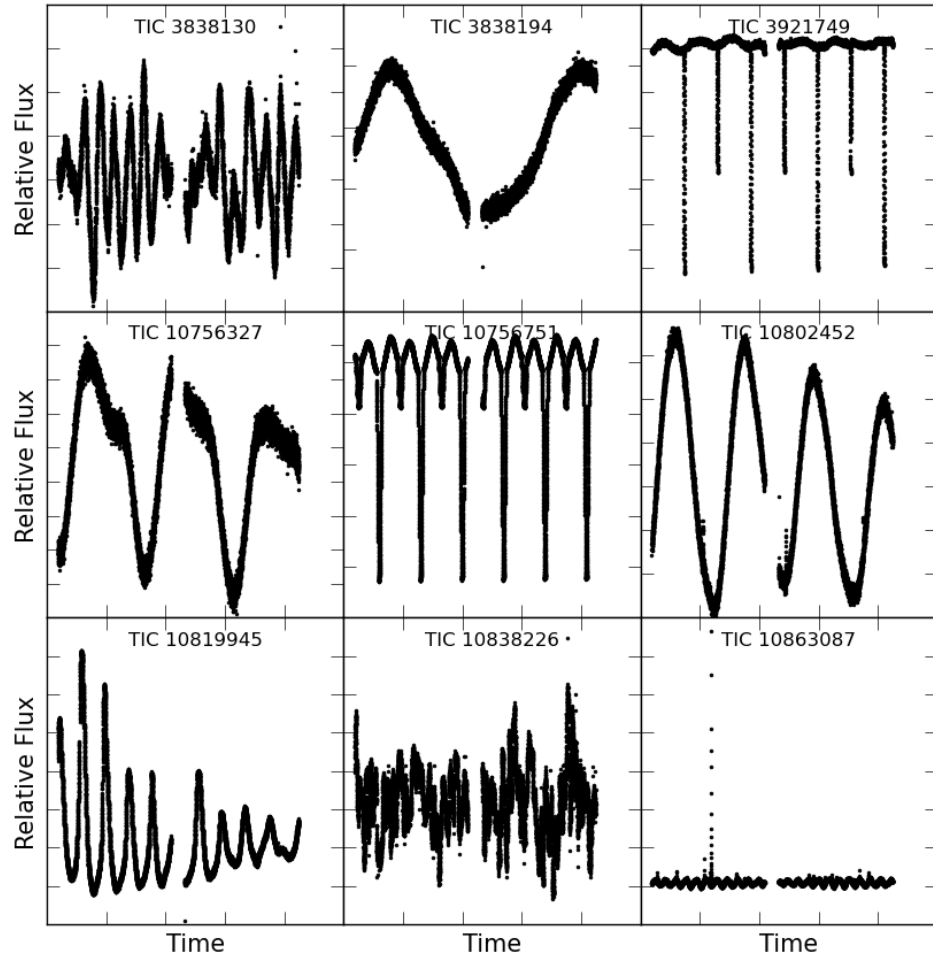 TIC 3838130
TIC 3838194
TIC 3921749
Relative Flux
TIC 10756327
TIC 10756751
TIC 10802452
Relative Flux
TIC 10819945
TIC 10838226
TIC 10863087
Relative Flux
Time
Time
Time